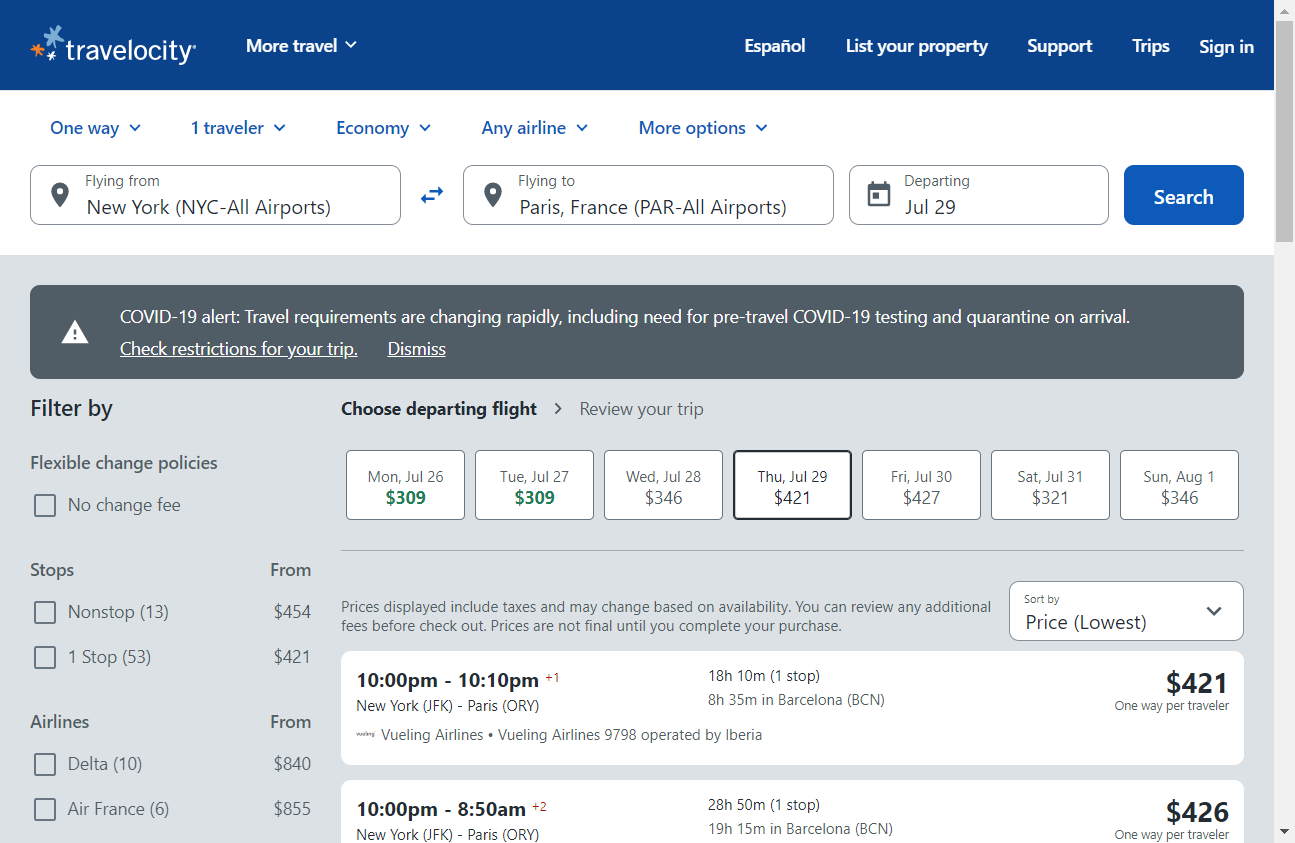 travelocity
More travel
Español
List your property
Support
Trips
Sign in
One way
1 traveler
Economy
Any airline
More options
Flying from
New York (NYC-All Airports)
Flying to
Paris, France (PAR-All Airports)
Departing
Jul 29
Search
COVID-19 alert: Travel requirements are changing rapidly, including need for pre-travel COVID-19 testing and quarantine on arrival.
Check restrictions for your trip. Dismiss
Filter by
Flexible change policies
No change fee
Stops From
Nonstop (13) $454
1 Stop (53) $421
Airlines From
Delta (10) $840
Air France (6) $855
Choose departing flight > Review your trip
Mon, Jul 26
$309
Tue, Jul 27
$309
Wed, Jul 28
$346
Thu, Jul 29
$421
Fri, Jul 30
$427
Sat, Jul 31
$321
Sun, Aug 1
$346
Prices displayed include taxes and may change based on availability. You can review any additional
fees before check out. Prices are not final until you complete your purchase.
Sort by
Price (Lowest)
10:00pm - 10:10pm +1
New York (JFK) - Paris (ORY)
vueling Vueling Airlines • Vueling Airlines 9798 operated by Iberia
18h 10m (1 stop)
8h 35m in Barcelona (BCN)
$421
One way per traveler
10:00pm - 8:50am +2
New York (JFK) - Paris (ORY)
28h 50m (1 stop)
19h 15m in Barcelona (BCN)
$426
One way per traveler